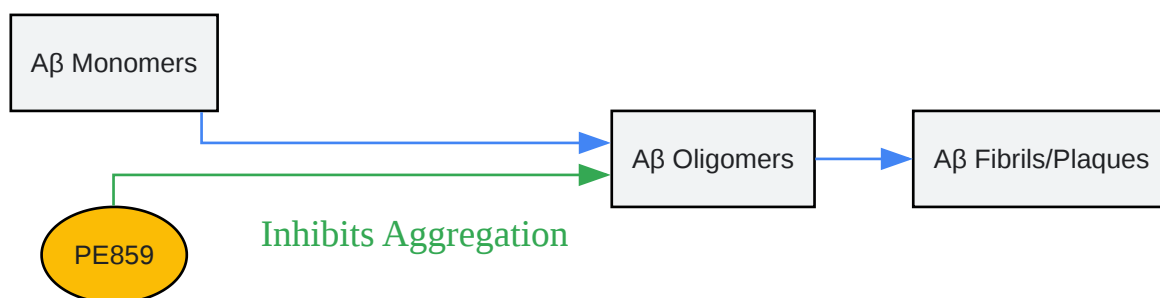 Aβ Monomers
Aβ Oligomers
Aβ Fibrils/Plaques
Inhibits Aggregation
PE859